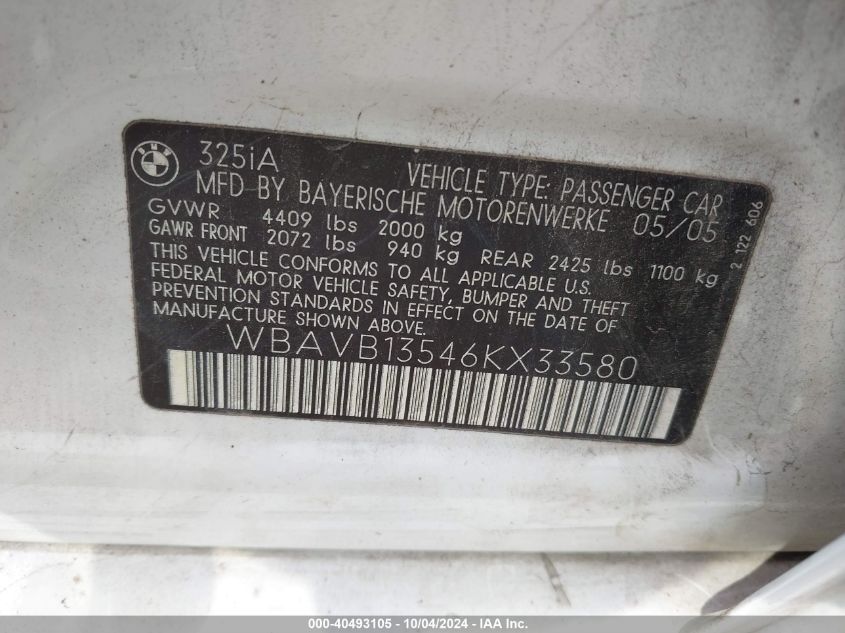 BMW 325iA VEHICLE TYPE: PASSENGER CAR
MFD BY BAYERISCHE MOTORENWERKE 05/05
GVWR 4409 lbs 2000 kg
GAWR FRONT 2072 lbs 940 kg REAR 2425 lbs 1100 kg
THIS VEHICLE CONFORMS TO ALL APPLICABLE U.S.
FEDERAL MOTOR VEHICLE SAFETY, BUMPER AND THEFT
PREVENTION STANDARDS IN EFFECT ON THE DATE OF
MANUFACTURE SHOWN ABOVE.
WBAVB13546KX33580
2 122 606
000-40493105 - 10/04/2024 - IAA Inc.